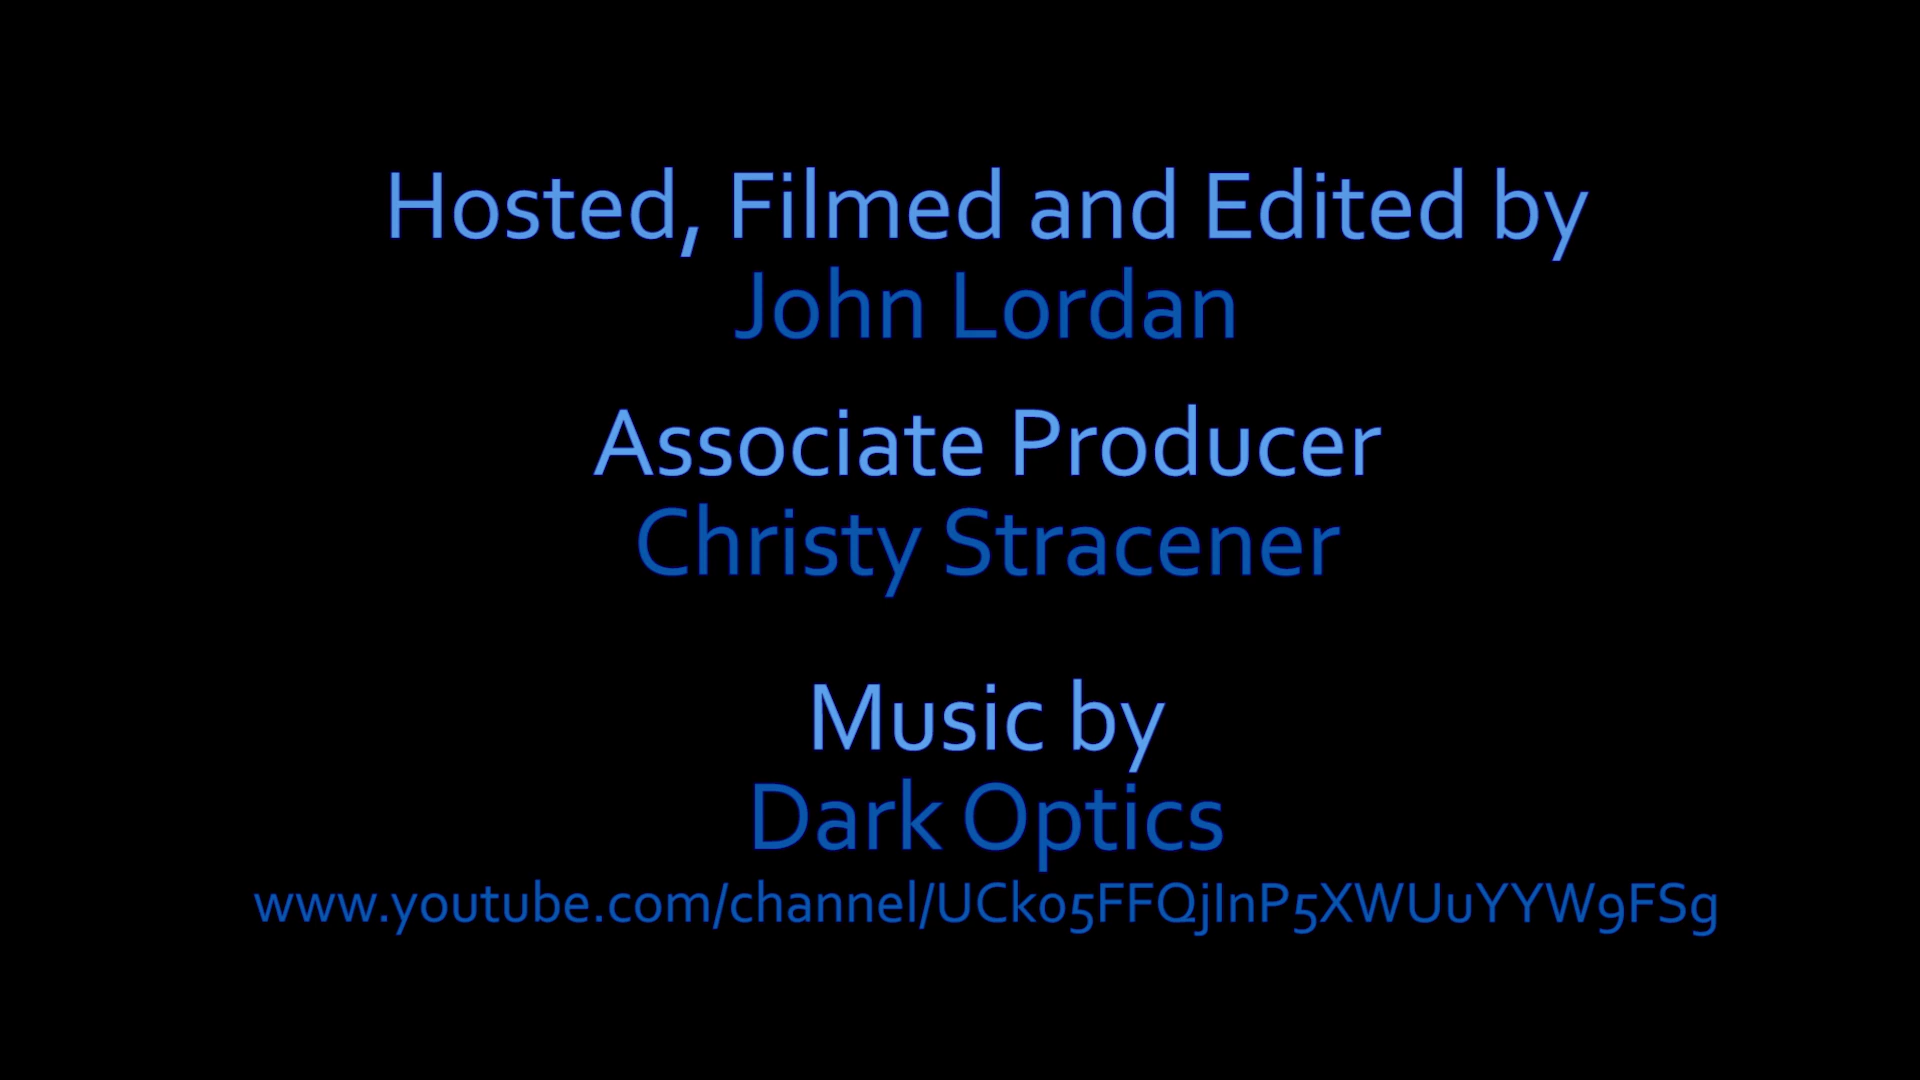 Hosted, Filmed and Edited by
John Lordan
Associate Producer
Christy Stracener
Music by
Dark Optics
www.youtube.com/channel/UCko5FFQjInP5XWUuYYW9FSg